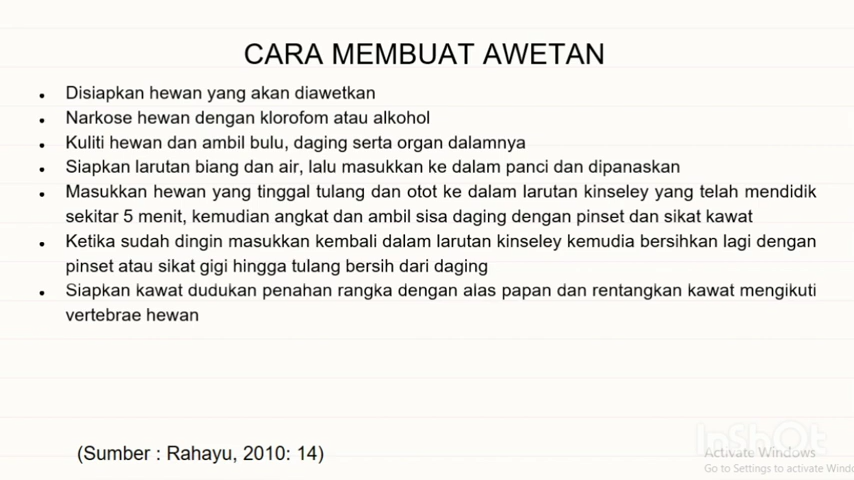 CARA MEMBUAT AWETAN
• Disiapkan hewan yang akan diawetkan
• Narkose hewan dengan klorofom atau alkohol
• Kuliti hewan dan ambil bulu, daging serta organ dalamnya
• Siapkan larutan biang dan air, lalu masukkan ke dalam panci dan dipanaskan
• Masukkan hewan yang tinggal tulang dan otot ke dalam larutan kinseley yang telah mendidik
sekitar 5 menit, kemudian angkat dan ambil sisa daging dengan pinset dan sikat kawat
• Ketika sudah dingin masukkan kembali dalam larutan kinseley kemudia bersihkan lagi dengan
pinset atau sikat gigi hingga tulang bersih dari daging
• Siapkan kawat dudukan penahan rangka dengan alas papan dan rentangkan kawat mengikuti
vertebrae hewan
(Sumber : Rahayu, 2010: 14)
InShOt
Activate Windows
Go to Settings to activate Windo